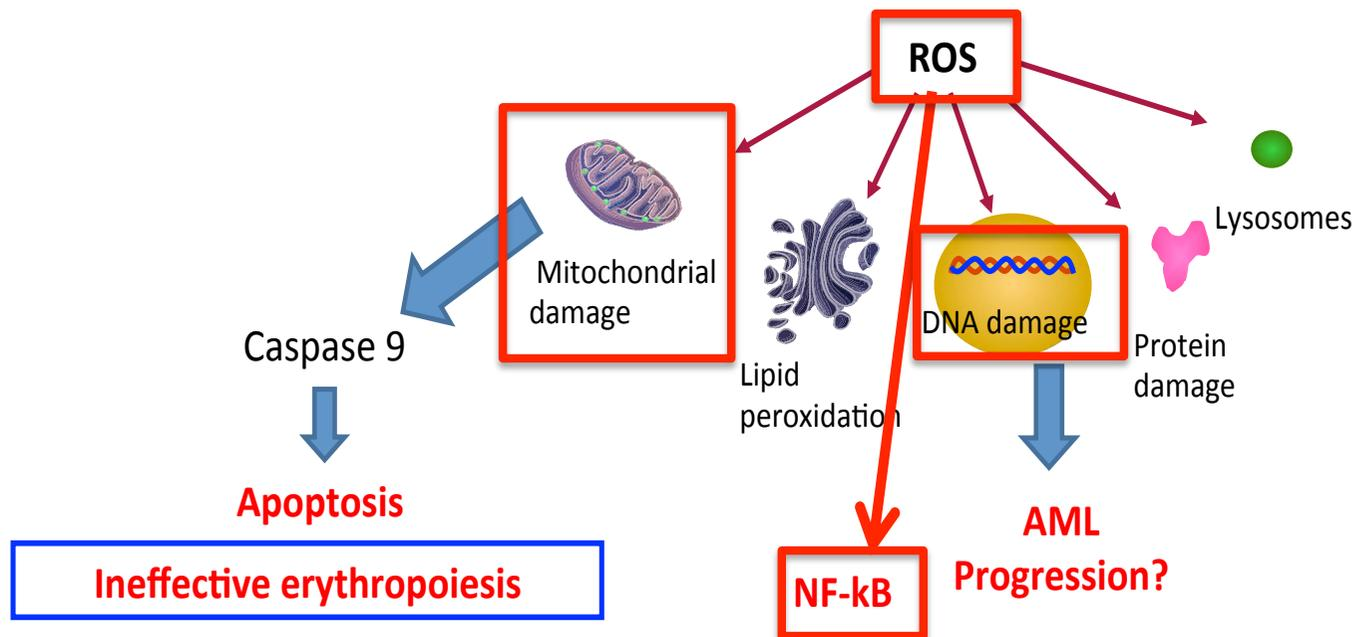 ROS
Lysosomes
Mitochondrial
damage
DNA damage
Caspase 9
Protein
damage
Lipid
peroxidation
Apoptosis
AML
Progression?
Ineffective erythropoiesis
NF-kB